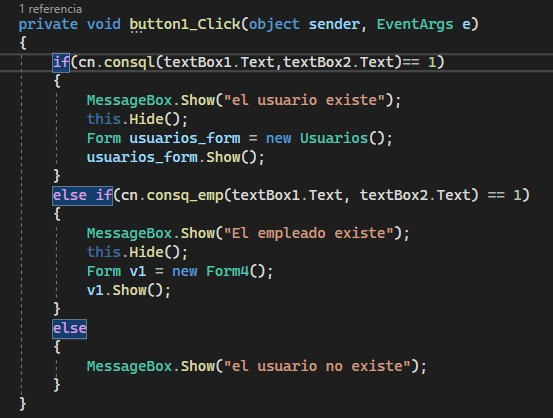 1 referencia
private void button1_Click(object sender, EventArgs e)
{
if(cn.consql(textBox1.Text,textBox2.Text)== 1)
{
MessageBox.Show("el usuario existe");
this.Hide();
Form usuarios_form = new Usuarios();
usuarios_form.Show();
}
else if(cn.consq_emp(textBox1.Text, textBox2.Text) == 1)
{
MessageBox.Show("El empleado existe");
this.Hide();
Form v1 = new Form4();
v1.Show();
}
else
{
MessageBox.Show("el usuario no existe");
}
}